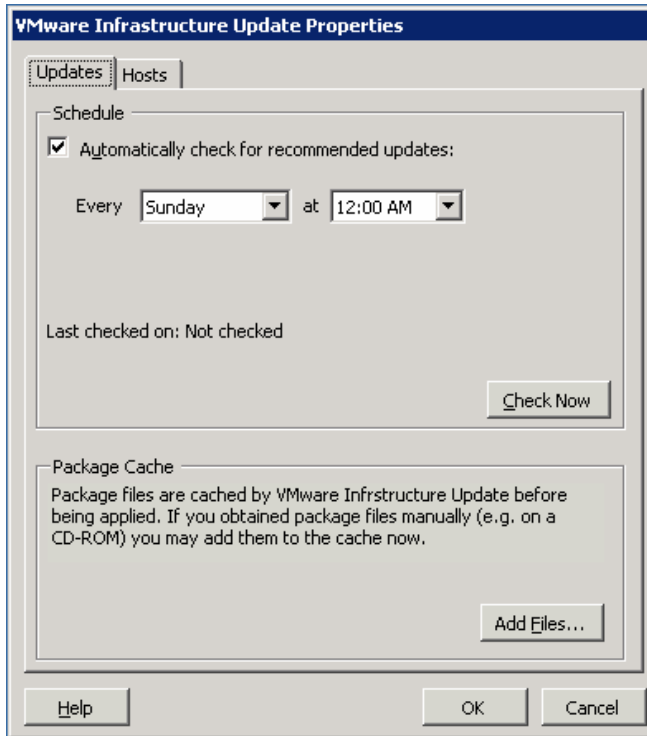 VMware Infrastructure Update Properties
Updates
Hosts
Schedule
Automatically check for recommended updates:
Every Sunday at 12:00 AM
Last checked on: Not checked
Check Now
Package Cache
Package files are cached by VMware Infrstructure Update before
being applied. If you obtained package files manually (e.g. on a
CD-ROM) you may add them to the cache now.
Add Files...
Help
OK
Cancel